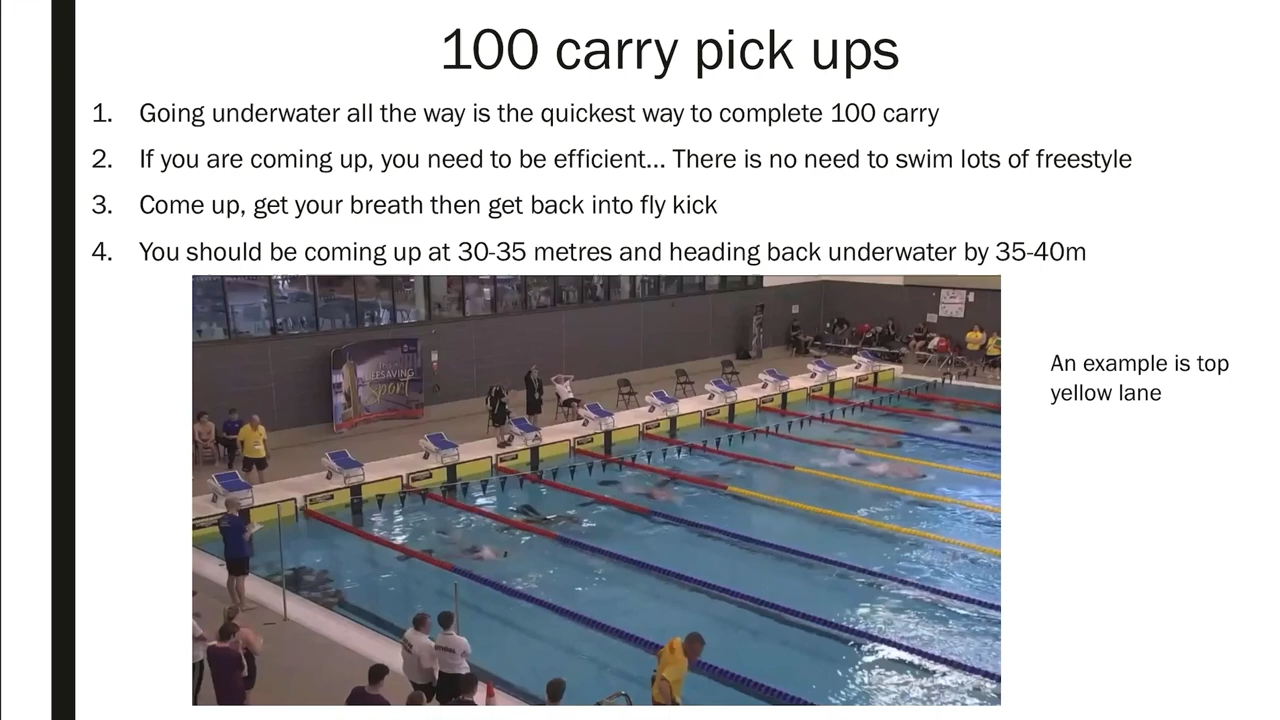 100 carry pick ups
1. Going underwater all the way is the quickest way to complete 100 carry
2. If you are coming up, you need to be efficient... There is no need to swim lots of freestyle
3. Come up, get your breath then get back into fly kick
4. You should be coming up at 30-35 metres and heading back underwater by 35-40m
LIFESAVING
Sport
An example is top
yellow lane